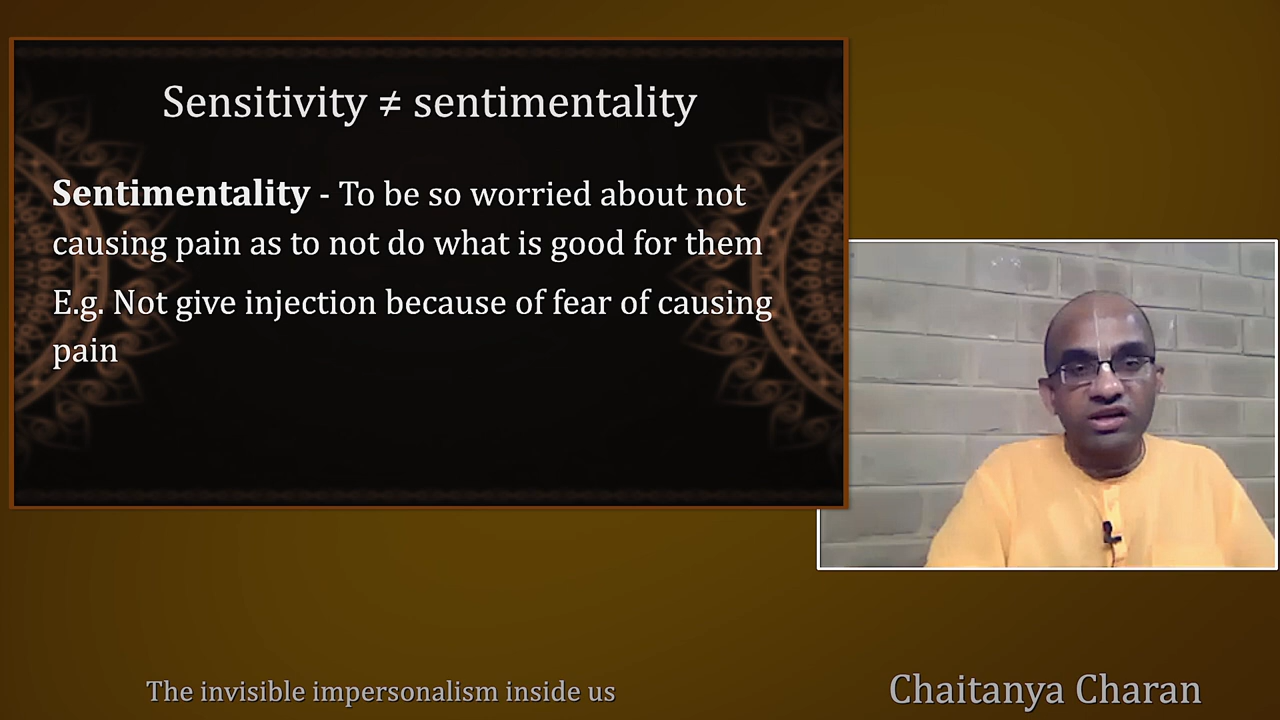 Sensitivity ≠ sentimentality
Sentimentality - To be so worried about not
causing pain as to not do what is good for them
E.g. Not give injection because of fear of causing
pain
The invisible impersonalism inside us
Chaitanya Charan